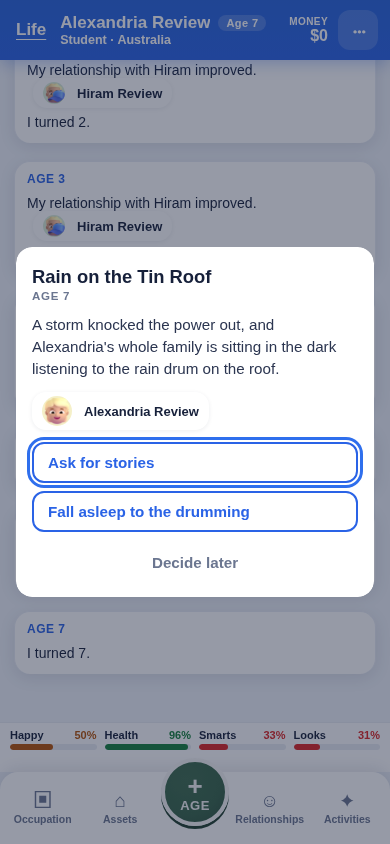 Life
Alexandria Review Age 7
Student · Australia
MONEY
$0
My relationship with Hiram improved.
Hiram Review
I turned 2.
AGE 3
My relationship with Hiram improved.
Hiram Review
Rain on the Tin Roof
AGE 7
A storm knocked the power out, and
Alexandria's whole family is sitting in the dark
listening to the rain drum on the roof.
Alexandria Review
Ask for stories
Fall asleep to the drumming
Decide later
AGE 7
I turned 7.
Happy 50% Health 96% Smarts 33% Looks 31%
+
AGE
Occupation Assets Relationships Activities